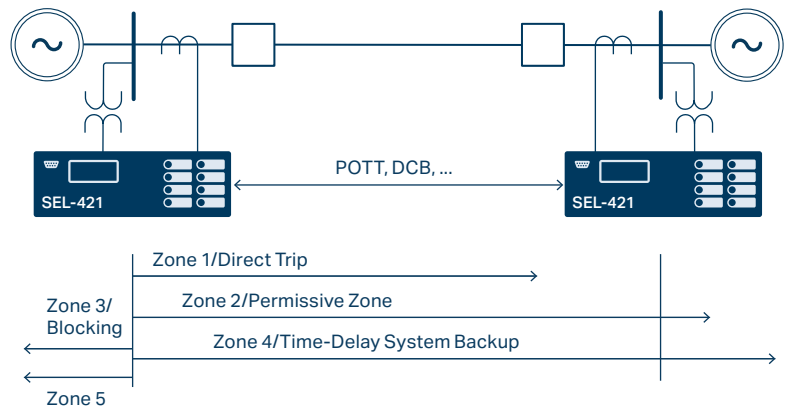 POTT, DCB, ...
SEL-421
SEL-421
Zone 1/Direct Trip
Zone 3/
Blocking
Zone 2/Permissive Zone
Zone 4/Time-Delay System Backup
Zone 5